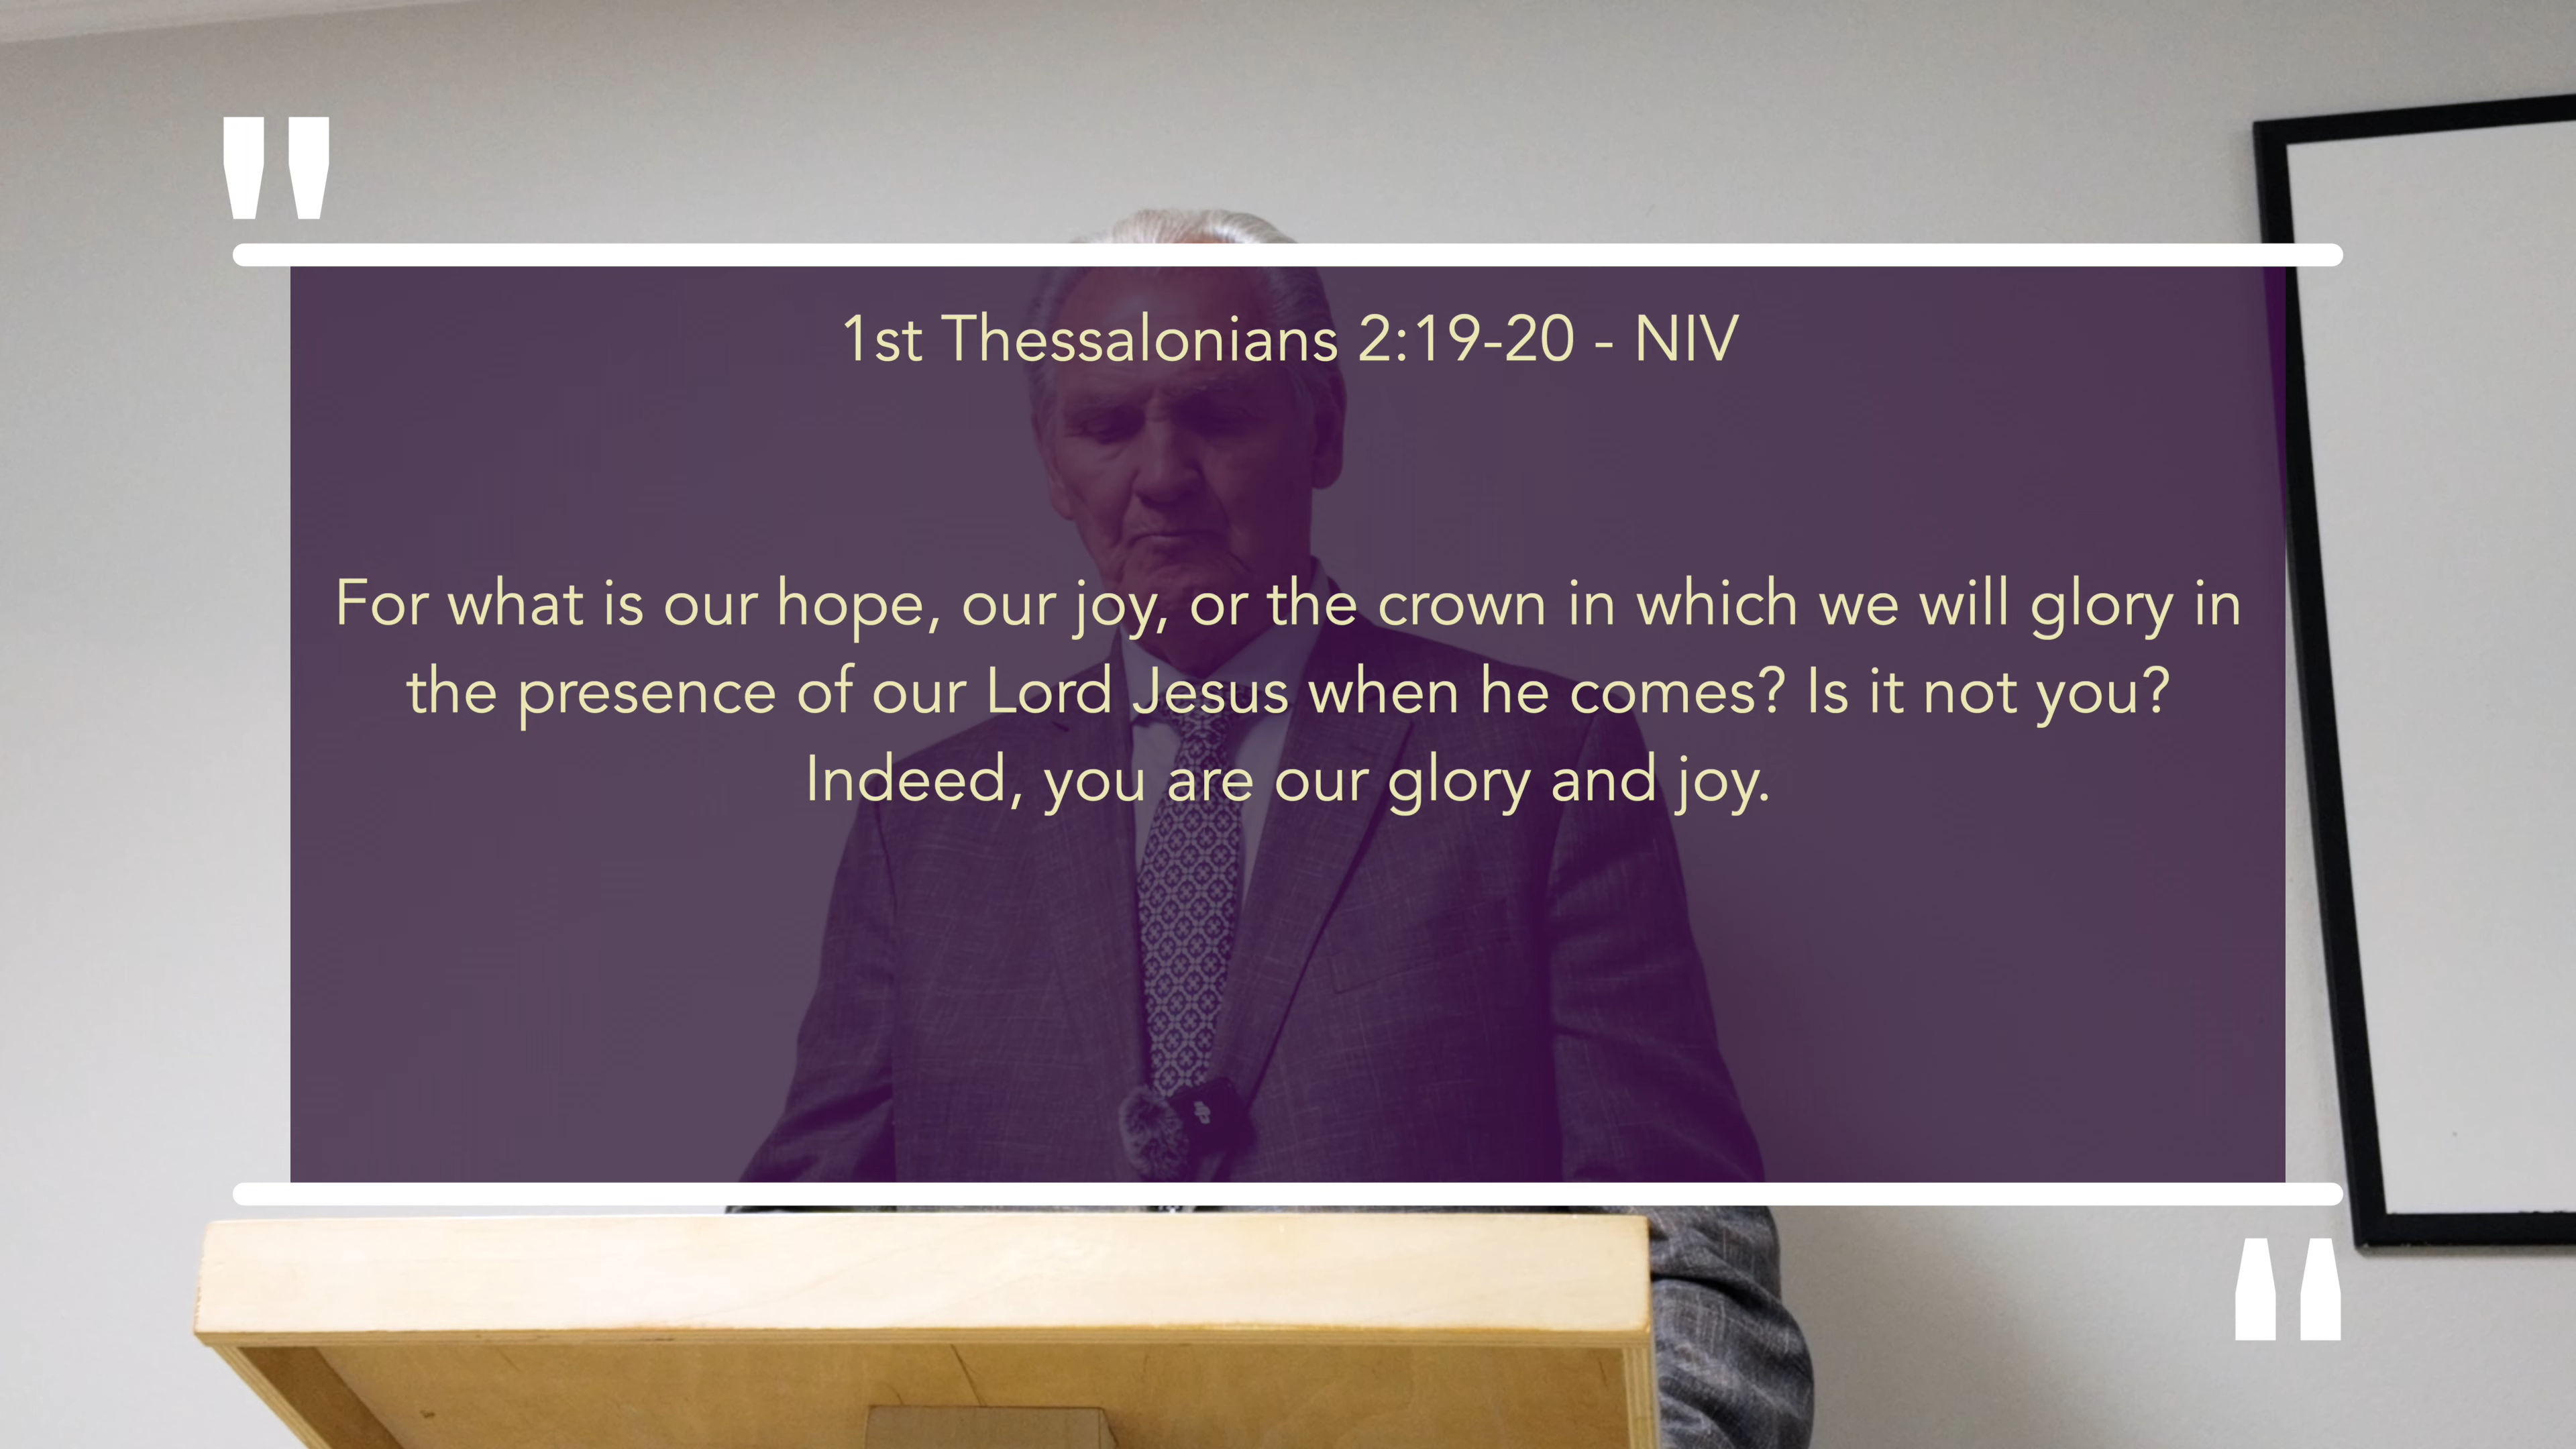 "
1st Thessalonians 2:19-20 - NIV
For what is our hope, our joy, or the crown in which we will glory in
the presence of our Lord Jesus when he comes? Is it not you?
Indeed, you are our glory and joy.
"